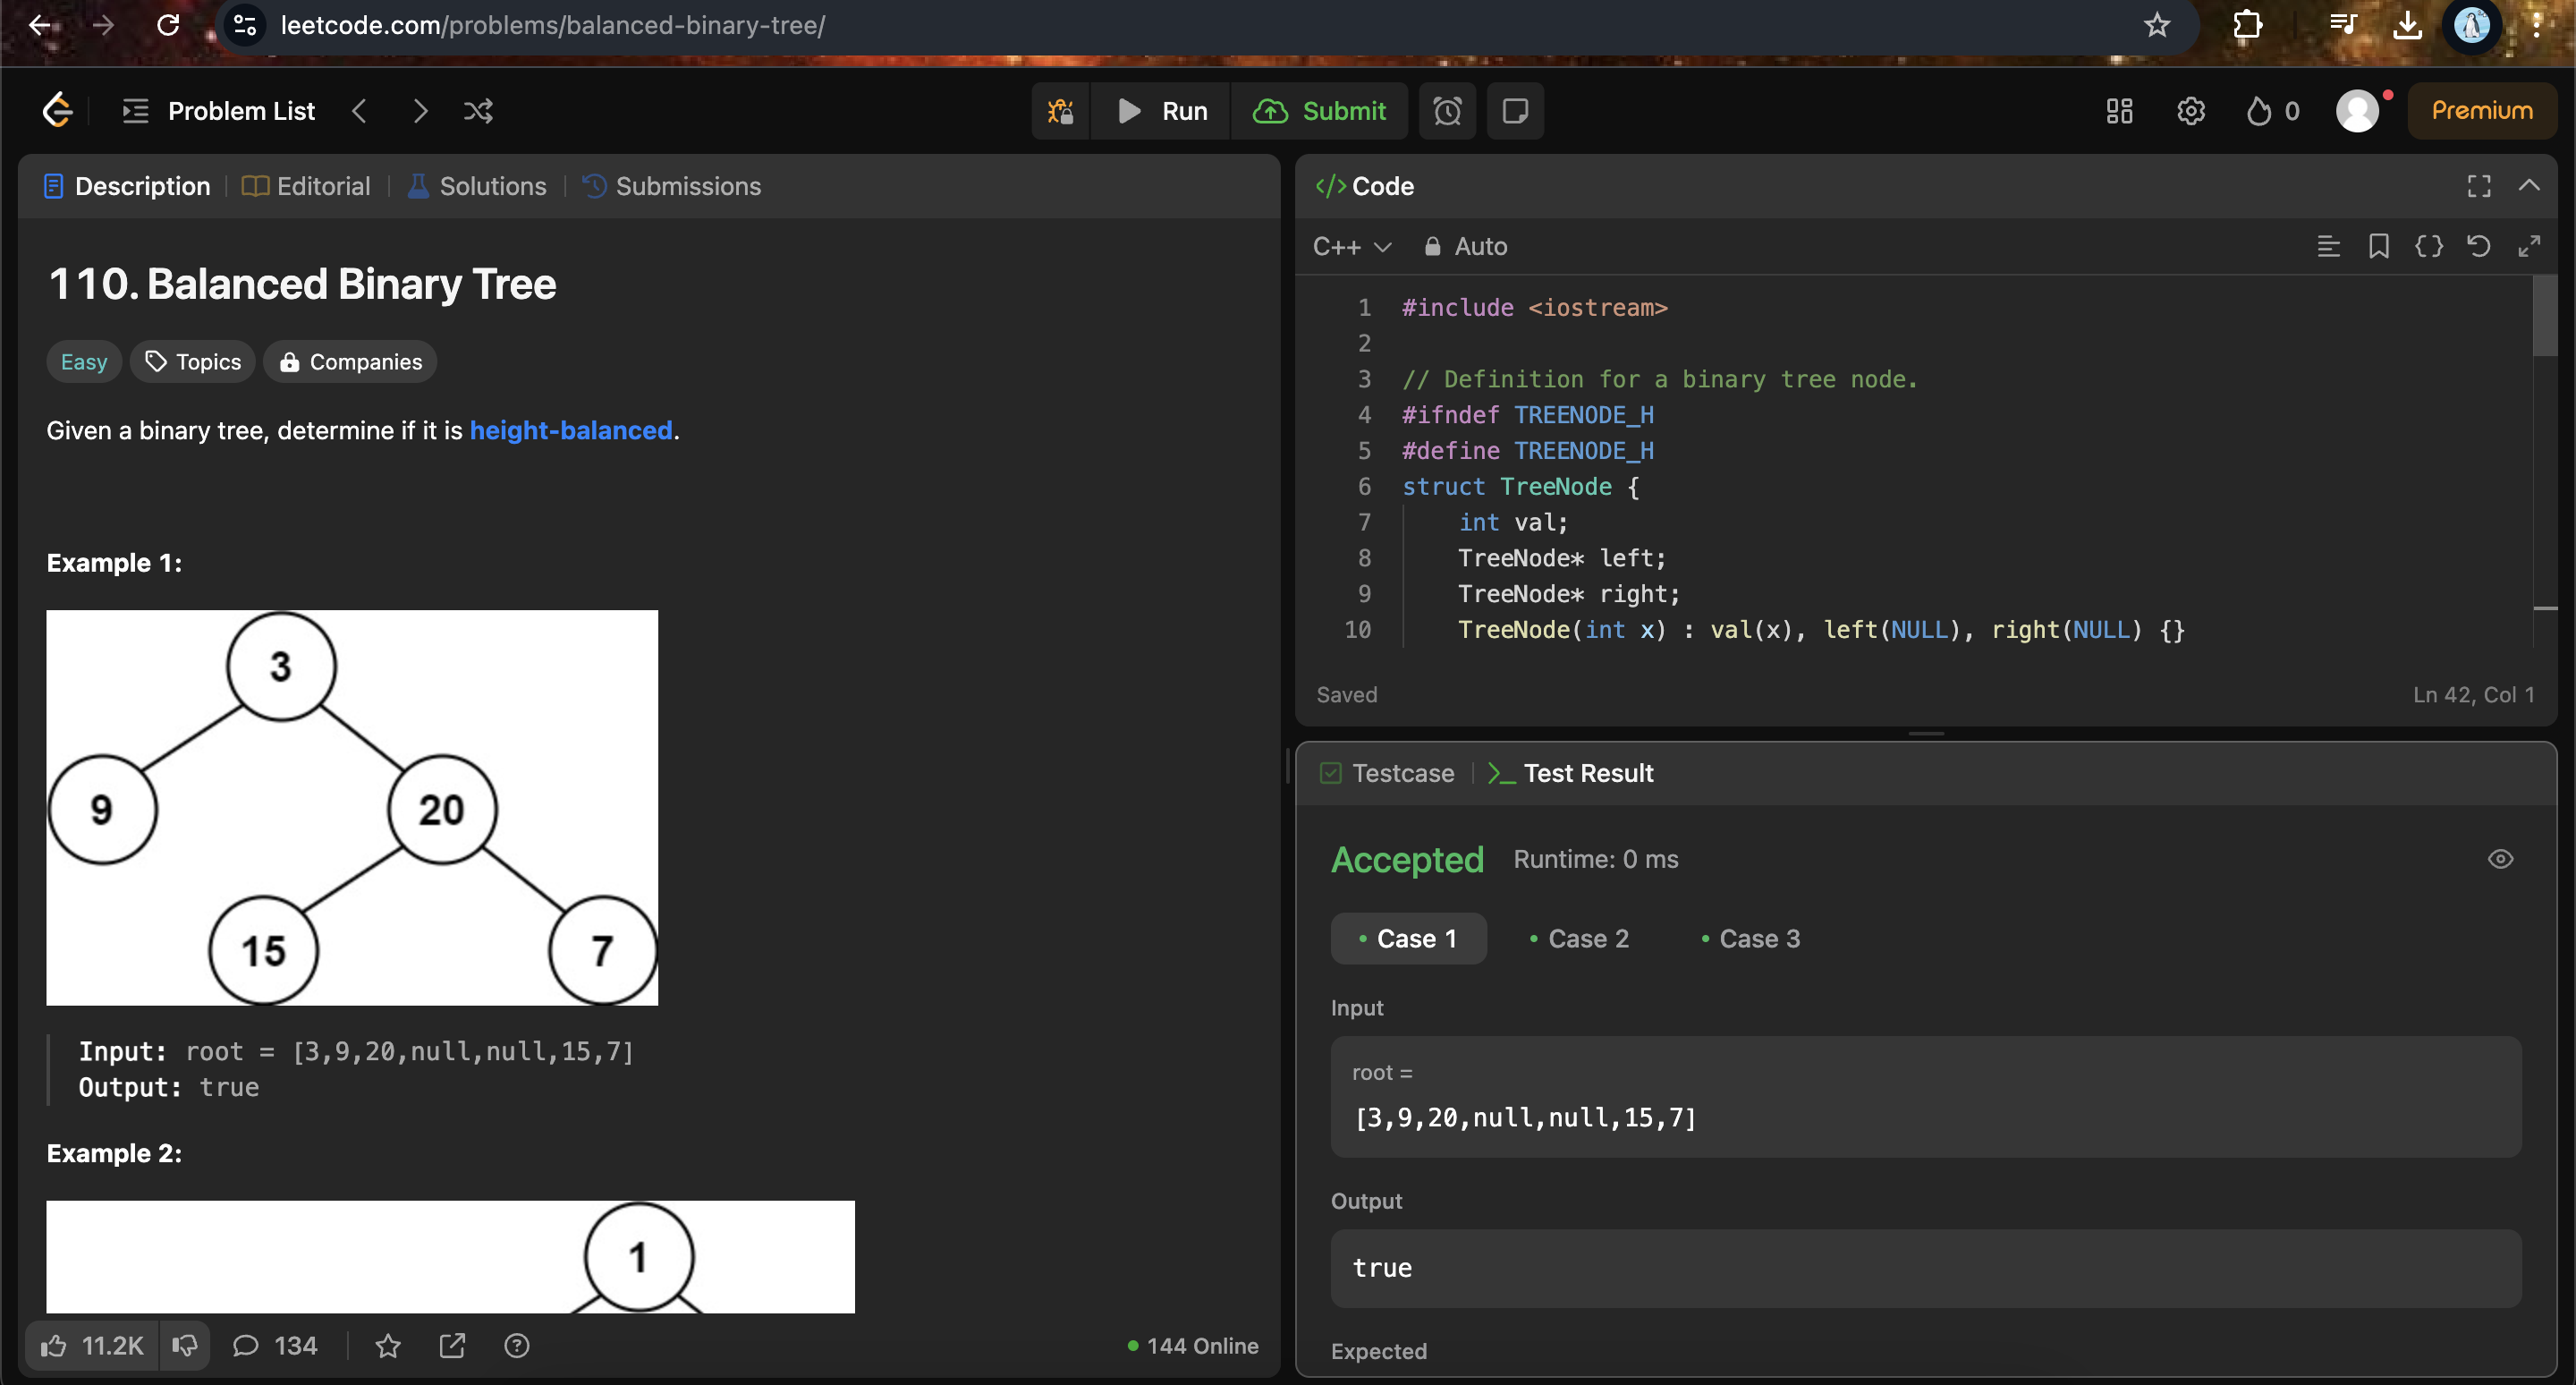 leetcode.com/problems/balanced-binary-tree/
Problem List
Run
Submit
0
Premium
Description
Editorial
Solutions
Submissions
110. Balanced Binary Tree
Easy
Topics
Companies
Given a binary tree, determine if it is height-balanced.
Example 1:
3
9
20
15
7
Input: root = [3,9,20,null,null,15,7]
Output: true
Example 2:
1
11.2K
134
144 Online
</> Code
C++
Auto
1 #include <iostream>
2
3 // Definition for a binary tree node.
4 #ifndef TREENODE_H
5 #define TREENODE_H
6 struct TreeNode {
7 int val;
8 TreeNode* left;
9 TreeNode* right;
10 TreeNode(int x) : val(x), left(NULL), right(NULL) {}
Saved
Ln 42, Col 1
Testcase
Test Result
Accepted
Runtime: 0 ms
Case 1
Case 2
Case 3
Input
root =
[3,9,20,null,null,15,7]
Output
true
Expected